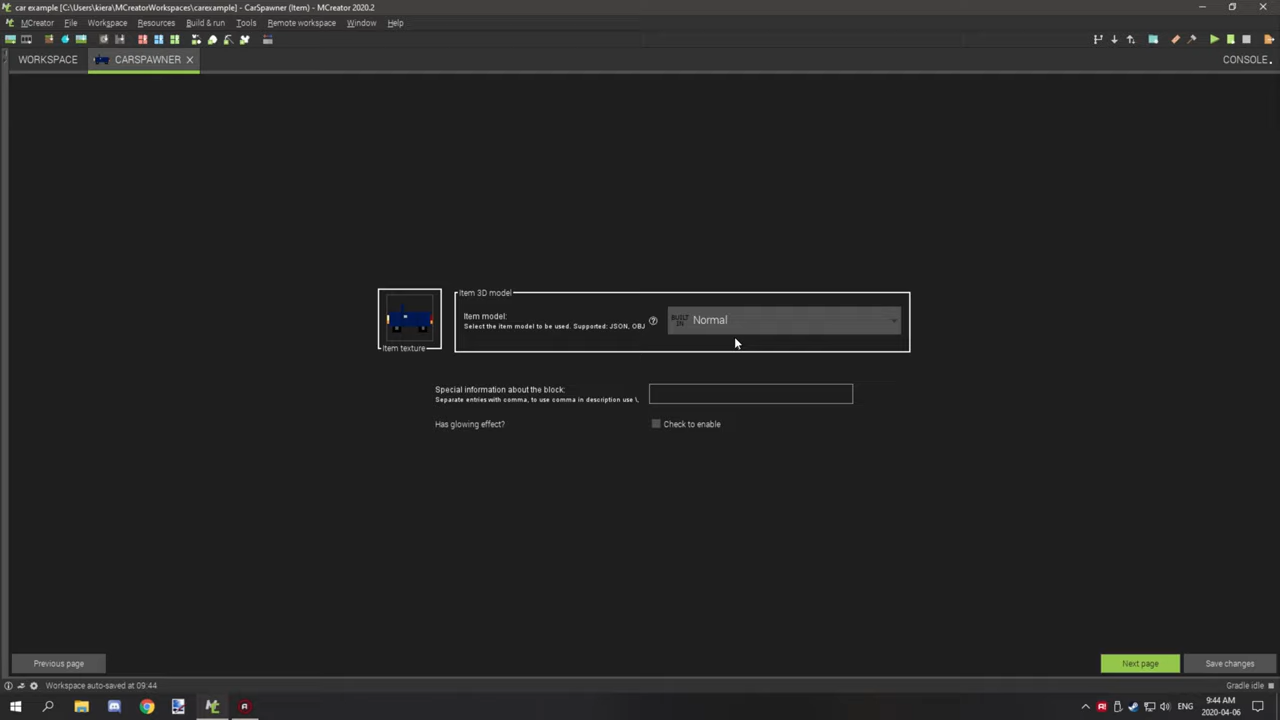 car example [C:\Users\kiera\MCreatorWorkspaces\carexample] - CarSpawner (Item) - MCreator 2020.2
MCreator File Workspace Resources Build & run Tools Remote workspace Window Help
WORKSPACE CARSPAWNER CONSOLE
Item 3D model
Item model:
Select the item model to be used. Supported: JSON, OBJ
BUILT IN Normal
Item texture
Special information about the block:
Separate entries with comma, to use comma in description use \,
Has glowing effect? Check to enable
Previous page Next page Save changes
Workspace auto-saved at 09:44 Gradle idle
ENG 9:44 AM
2020-04-06